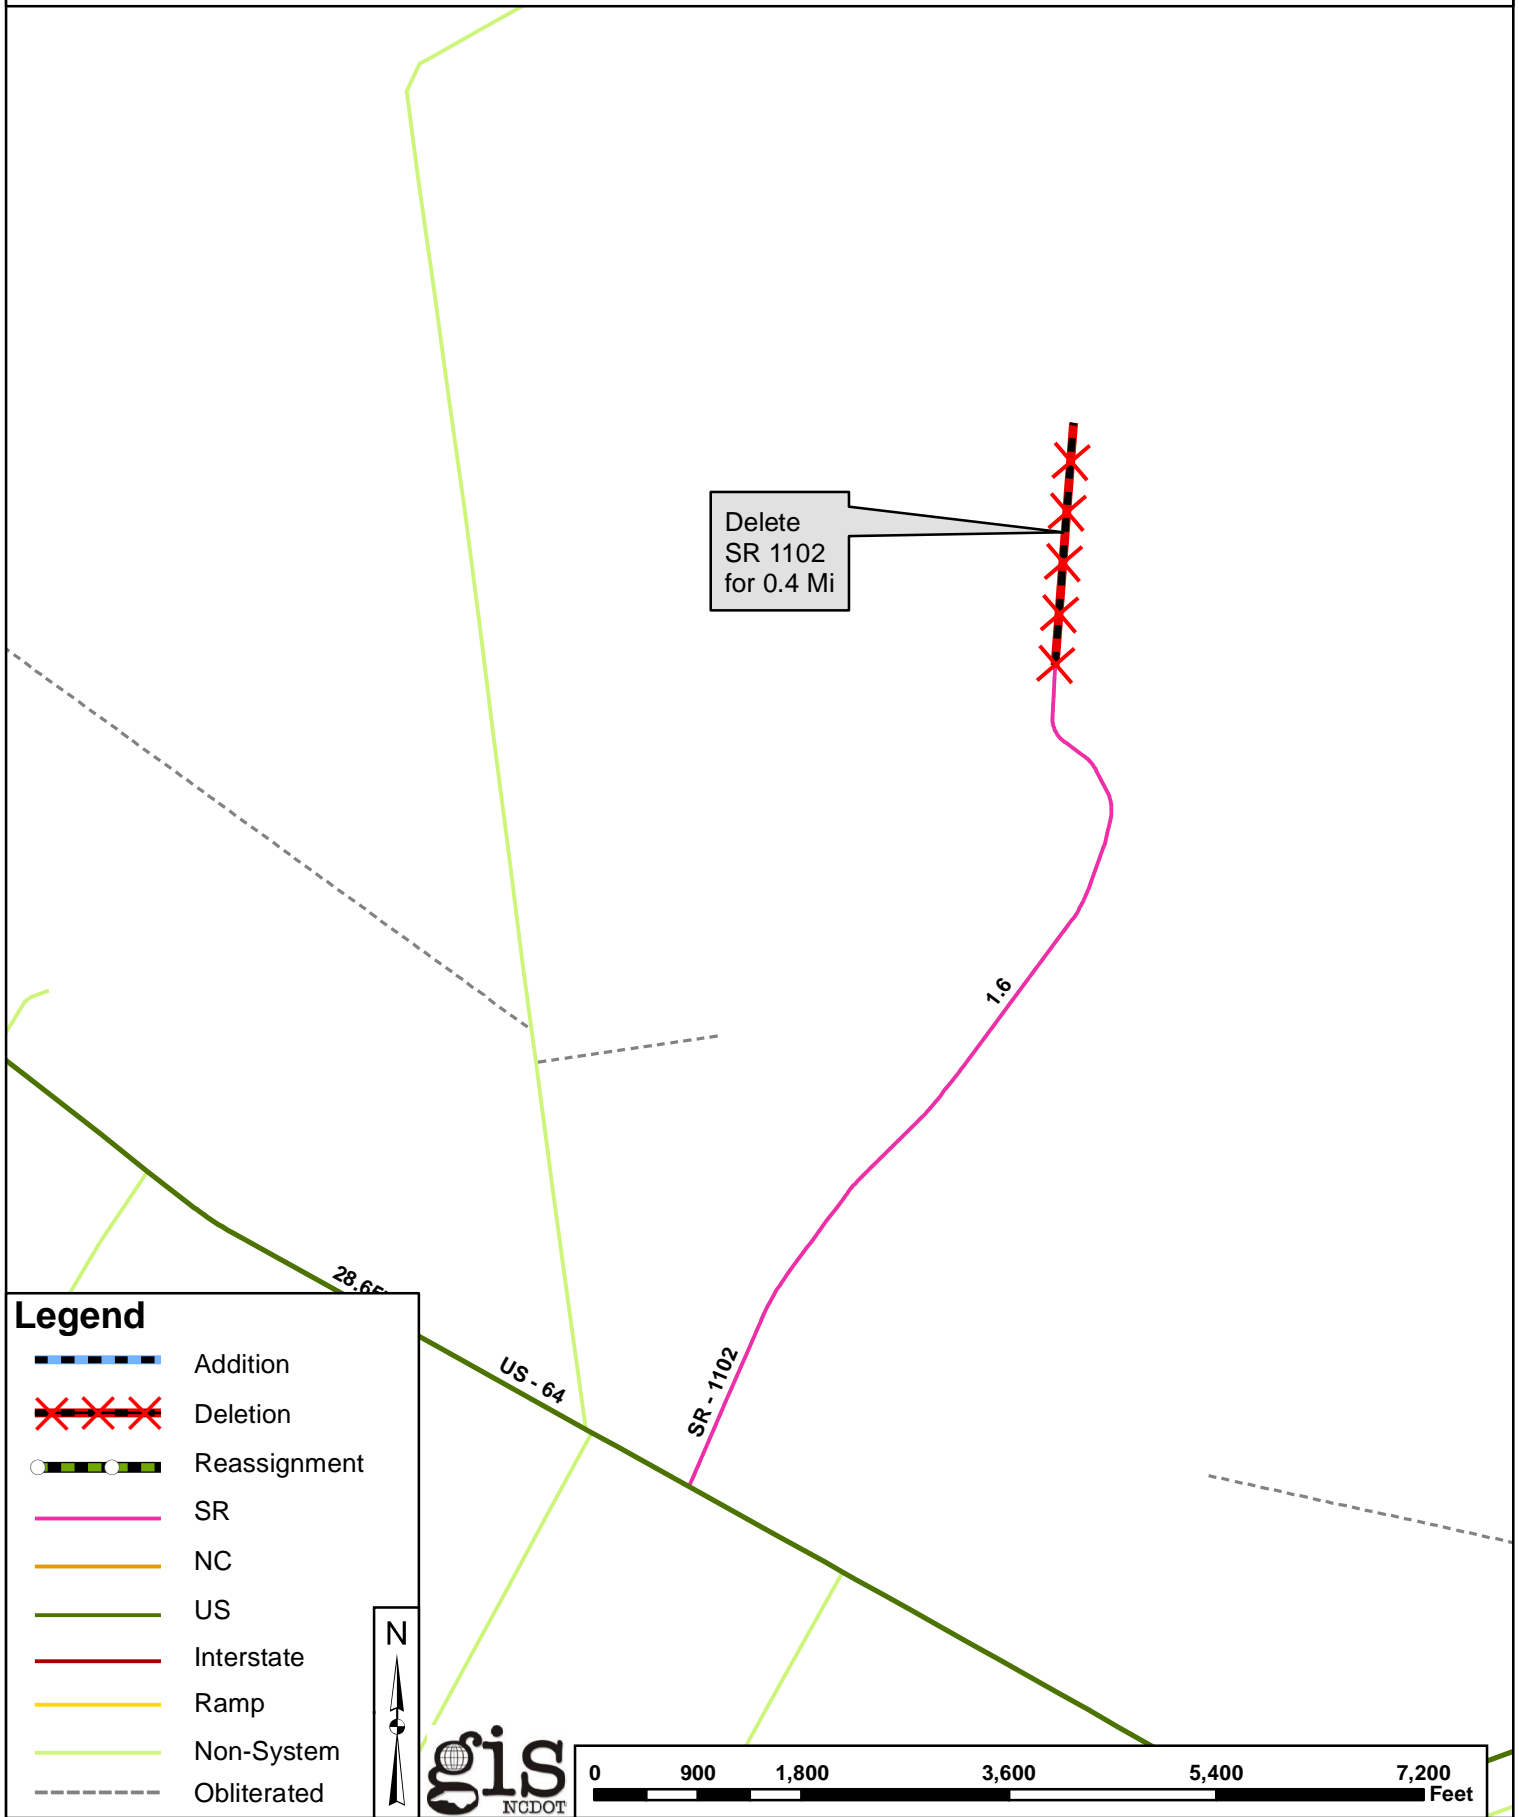 Delete
SR 1102
for 0.4 Mi
1.6
US - 64
SR - 1102
Legend
Addition
Deletion
Reassignment
SR
NC
US
Interstate
Ramp
Non-System
Obliterated
N
gis
NCDOT
0 900 1,800 3,600 5,400 7,200
Feet